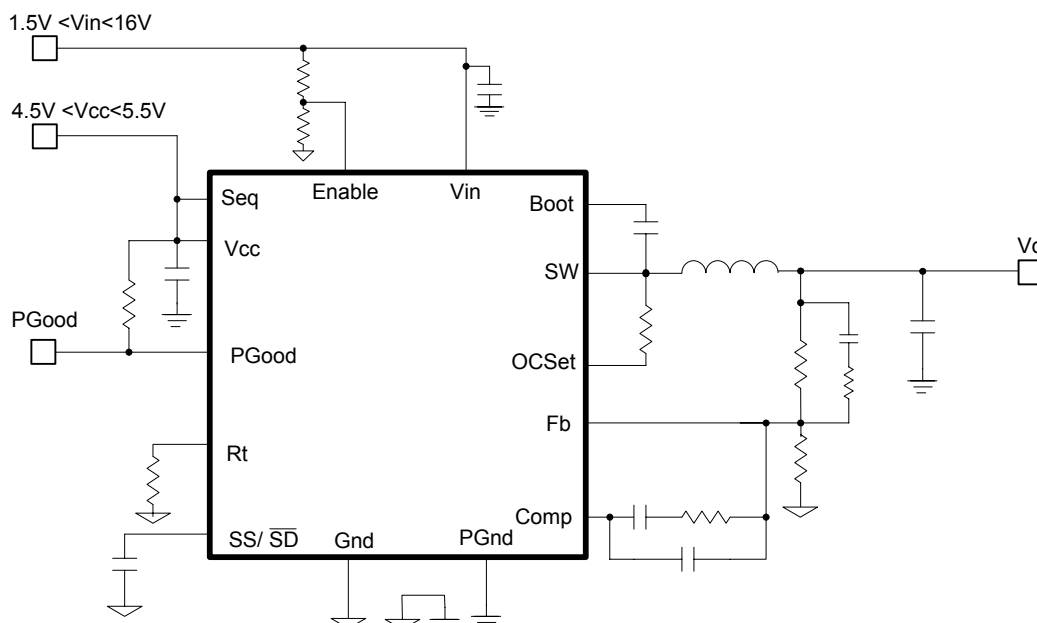 1.5V <Vin<16V
4.5V <Vcc<5.5V
Enable
Vin
Seq
Boot
Vcc
SW
PGood
PGood
OCSet
Fb
Rt
Comp
SS/ SD
Gnd
PGnd